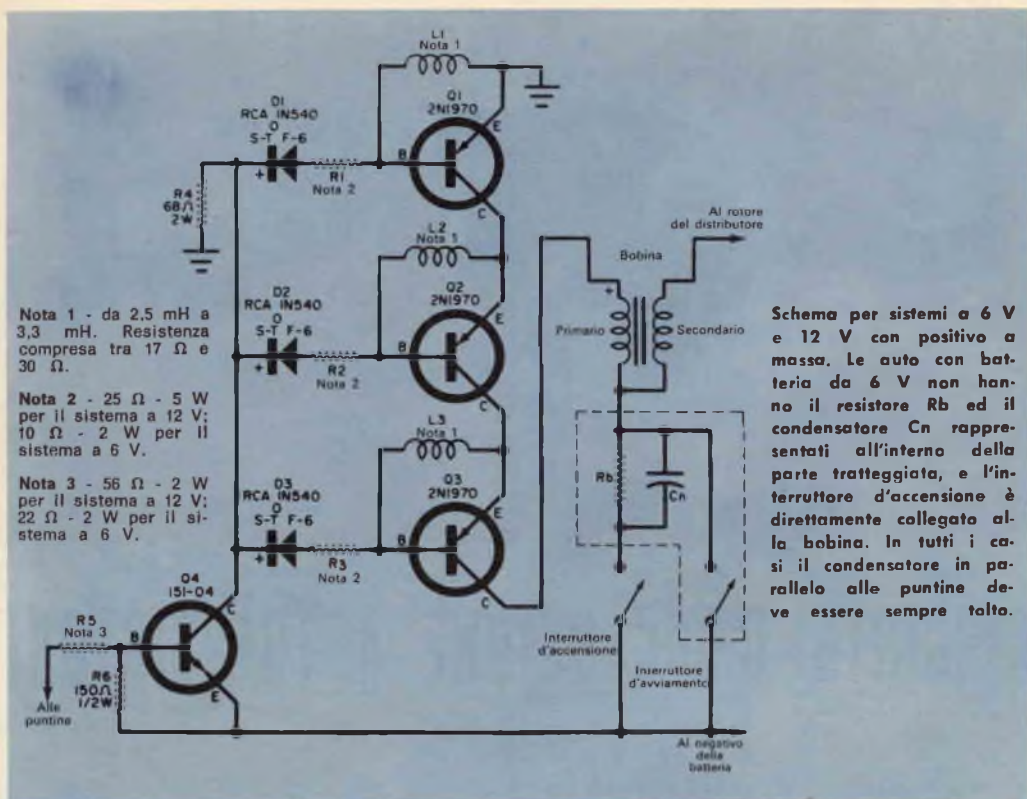 L1
Nota 1
D1
RCA IN540
O
S-T F-6
+
R1
Nota 2
Q1
2N1970
B
E
C
R4
68Ω
2W
L2
Nota 1
D2
RCA IN540
O
S-T F-6
+
R2
Nota 2
Q2
2N1970
B
E
C
L3
Nota 1
D3
RCA IN540
O
S-T F-6
+
R3
Nota 2
Q3
2N1970
B
E
C
Al rotore
del distributore
Bobina
+
Primario
Secondario
Rb
Cn
Interruttore
d'accensione
Interruttore
d'avviamento
Al negativo
della
batteria
Nota 1 - da 2,5 mH a
3,3 mH. Resistenza
compresa tra 17 Ω e
30 Ω.
Nota 2 - 25 Ω - 5 W
per il sistema a 12 V;
10 Ω - 2 W per il
sistema a 6 V.
Nota 3 - 56 Ω - 2 W
per il sistema a 12 V;
22 Ω - 2 W per il si-
stema a 6 V.
Q4
151-04
B
C
E
R5
Nota 3
R6
150Ω
1/2W
Alle
puntine
Schema per sistemi a 6 V
e 12 V con positivo a
massa. Le auto con bat-
teria da 6 V non han-
no il resistore Rb ed il
condensatore Cn rappre-
sentati all'interno della
parte tratteggiata, e l'in-
terruttore d'accensione è
direttamente collegato al-
la bobina. In tutti i ca-
si il condensatore in pa-
rallelo alle puntine de-
ve essere sempre tolto.